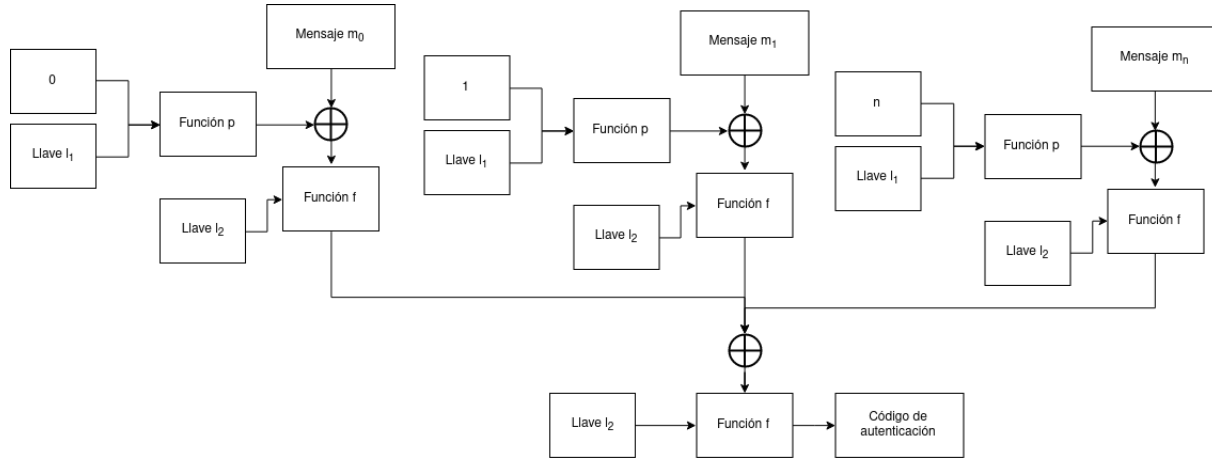 Mensaje m0
0
Función p
Llave l1
Función f
Llave l2
Mensaje m1
1
Función p
Llave l1
Función f
Llave l2
Mensaje mn
n
Función p
Llave l1
Función f
Llave l2
Llave l2
Función f
Código de
autenticación